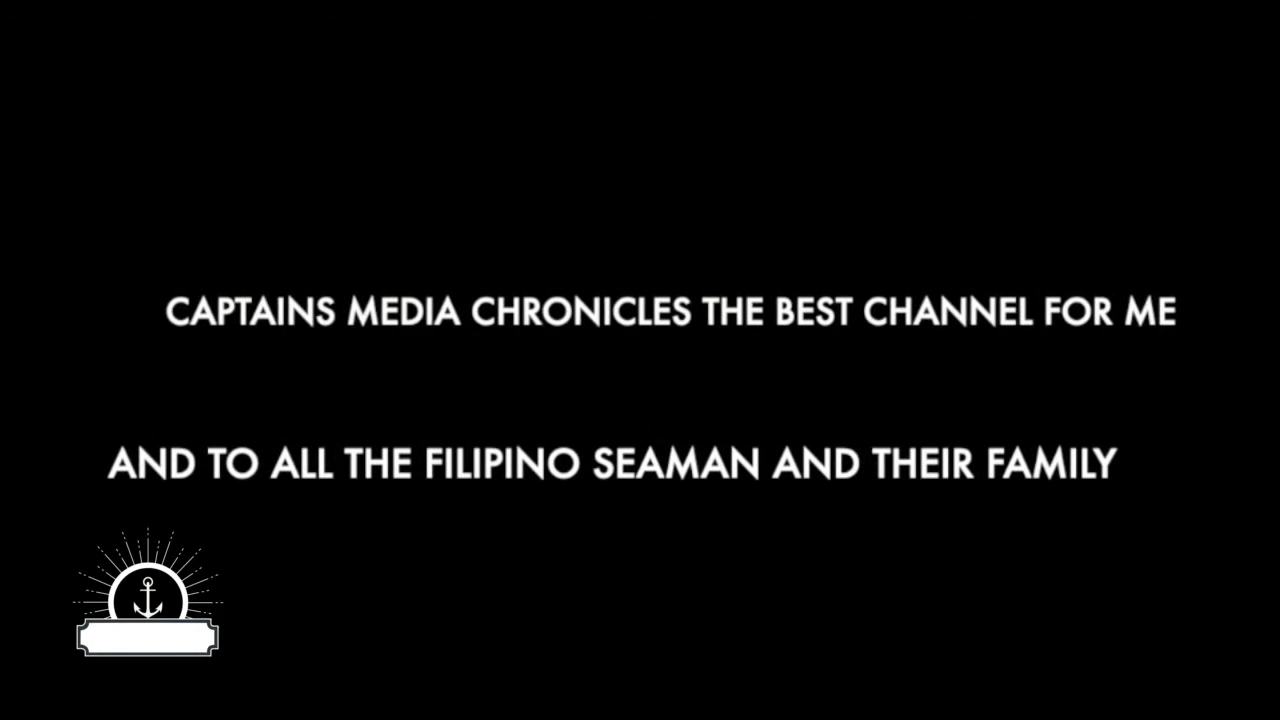 CAPTAINS MEDIA CHRONICLES THE BEST CHANNEL FOR ME
AND TO ALL THE FILIPINO SEAMAN AND THEIR FAMILY